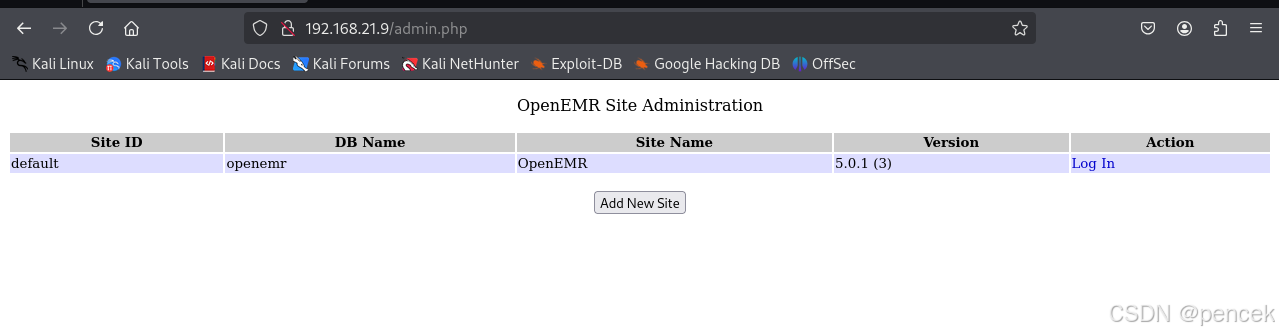 192.168.21.9/admin.php
Kali Linux Kali Tools Kali Docs Kali Forums Kali NetHunter Exploit-DB Google Hacking DB OffSec
OpenEMR Site Administration
Site ID DB Name Site Name Version Action
default openemr OpenEMR 5.0.1 (3) Log In
Add New Site
CSDN @pencek